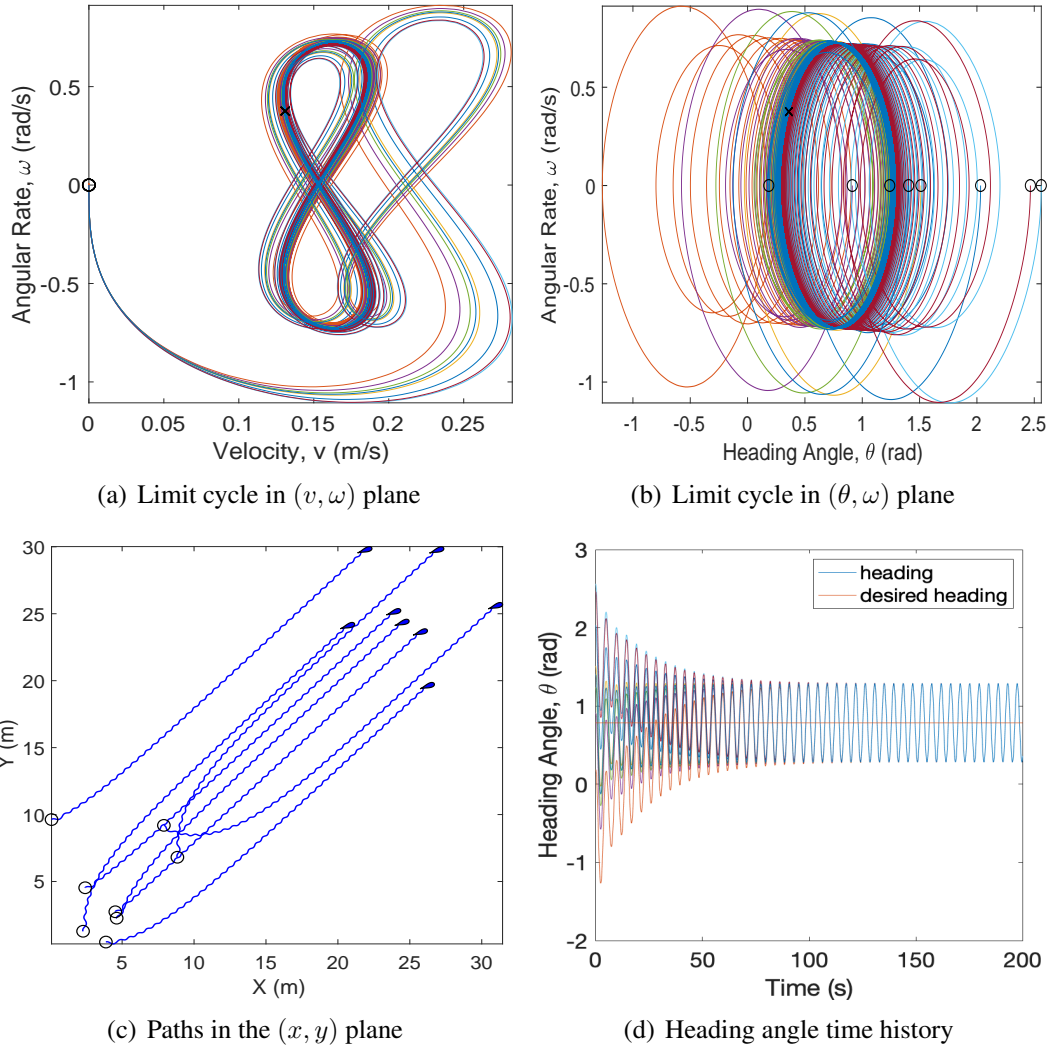 0.5
0
-0.5
-1
Angular Rate, ω (rad/s)
0 0.05 0.1 0.15 0.2 0.25
Velocity, v (m/s)
(a) Limit cycle in (v, ω) plane
0.5
0
-0.5
-1
Angular Rate, ω (rad/s)
-1 -0.5 0 0.5 1 1.5 2 2.5
Heading Angle, θ (rad)
(b) Limit cycle in (θ, ω) plane
30
25
20
15
10
5
Y (m)
5 10 15 20 25 30
X (m)
(c) Paths in the (x, y) plane
3
2
1
0
-1
-2
Heading Angle, θ (rad)
heading
desired heading
0 50 100 150 200
Time (s)
(d) Heading angle time history